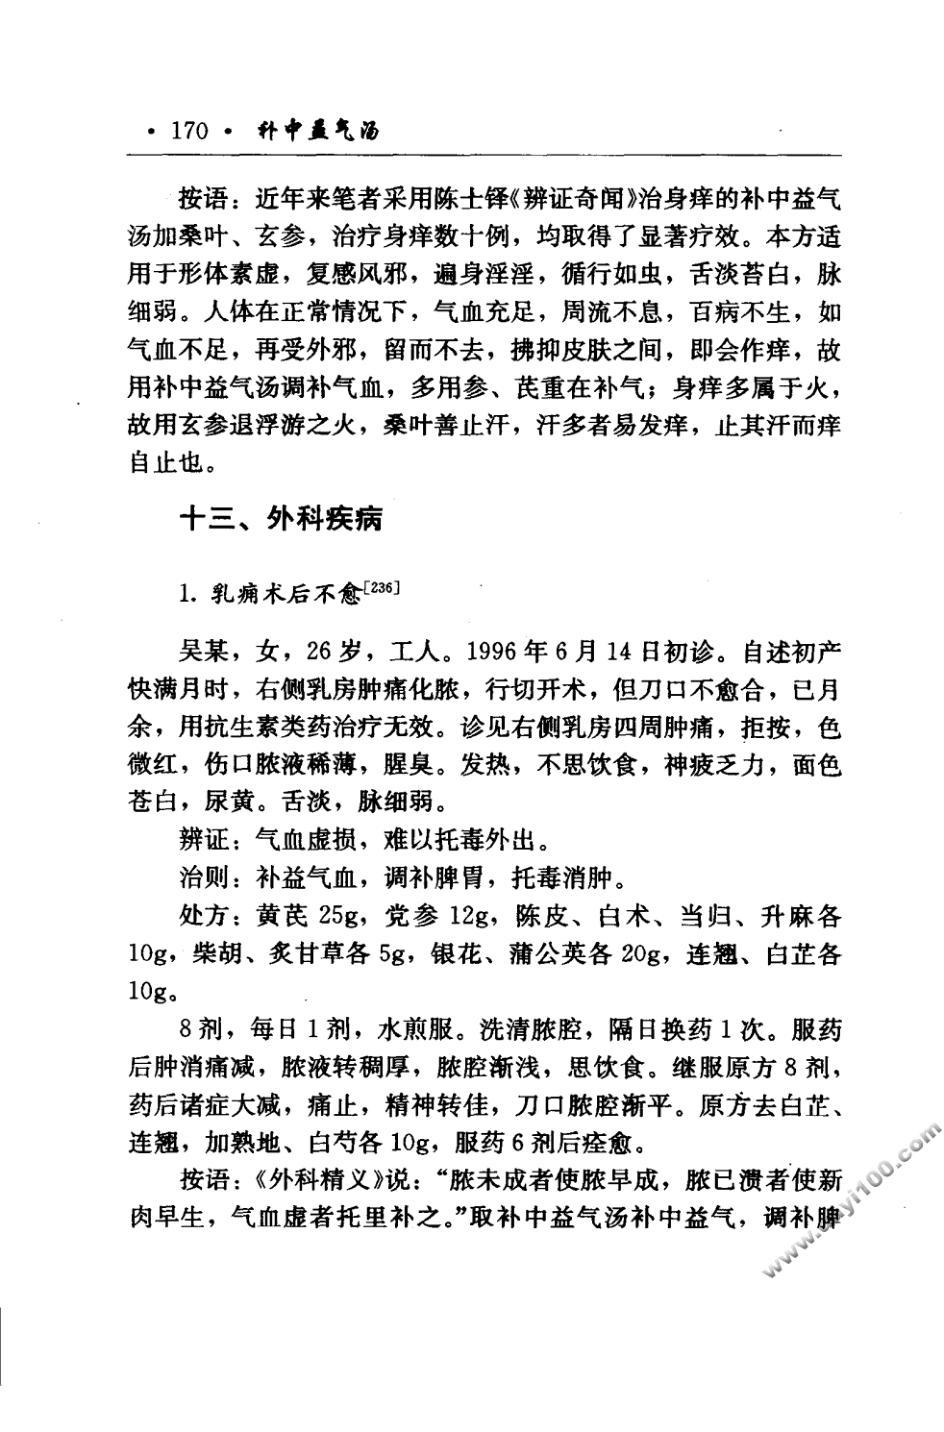 · 170 · 补中益气汤
按语：近年来笔者采用陈士铎《辨证奇闻》治身痒的补中益气
汤加桑叶、玄参，治疗身痒数十例，均取得了显著疗效。本方适
用于形体素虚，复感风邪，遍身淫淫，循行如虫，舌淡苔白，脉
细弱。人体在正常情况下，气血充足，周流不息，百病不生，如
气血不足，再受外邪，留而不去，拂抑皮肤之间，即会作痒，故
用补中益气汤调补气血，多用参、芪重在补气；身痒多属于火，
故用玄参退浮游之火，桑叶善止汗，汗多者易发痒，止其汗而痒
自止也。
十三、外科疾病
1. 乳痈术后不愈[236]
吴某，女，26 岁，工人。1996 年 6 月 14 日初诊。自述初产
快满月时，右侧乳房肿痛化脓，行切开术，但刀口不愈合，已月
余，用抗生素类药治疗无效。诊见右侧乳房四周肿痛，拒按，色
微红，伤口脓液稀薄，腥臭。发热，不思饮食，神疲乏力，面色
苍白，尿黄。舌淡，脉细弱。
辨证：气血虚损，难以托毒外出。
治则：补益气血，调补脾胃，托毒消肿。
处方：黄芪 25g，党参 12g，陈皮、白术、当归、升麻各
10g，柴胡、炙甘草各 5g，银花、蒲公英各 20g，连翘、白芷各
10g。
8 剂，每日 1 剂，水煎服。洗清脓腔，隔日换药 1 次。服药
后肿消痛减，脓液转稠厚，脓腔渐浅，思饮食。继服原方 8 剂，
药后诸症大减，痛止，精神转佳，刀口脓腔渐平。原方去白芷、
连翘，加熟地、白芍各 10g，服药 6 剂后痊愈。
按语：《外科精义》说：“脓未成者使脓早成，脓已溃者使新
肉早生，气血虚者托里补之。”取补中益气汤补中益气，调补脾